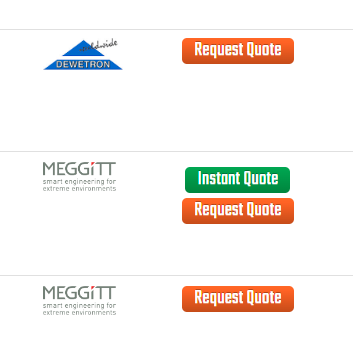 worldwide
DEWETRON
Request Quote
MEGGiTT
smart engineering for
extreme environments
Instant Quote
Request Quote
MEGGiTT
smart engineering for
extreme environments
Request Quote